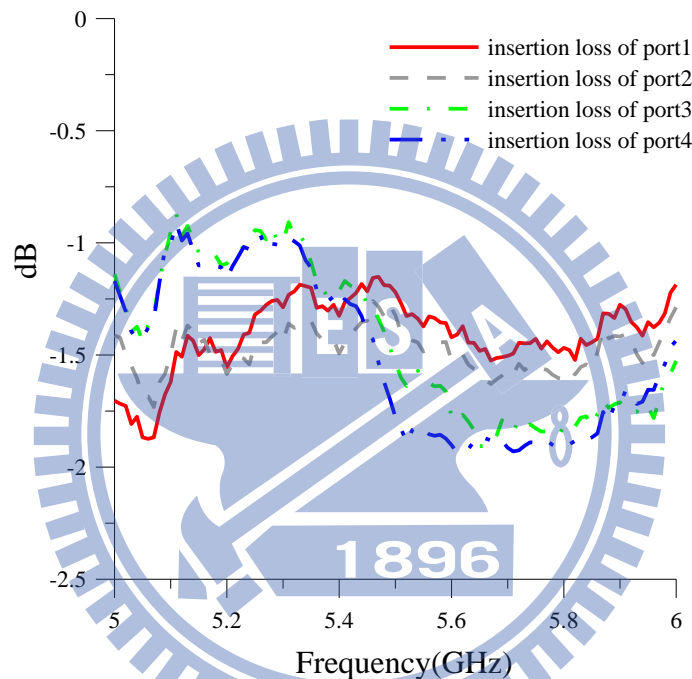 0
insertion loss of port1
insertion loss of port2
insertion loss of port3
insertion loss of port4
-0.5
-1
dB
ES
A
-1.5
8
-2
1896
-2.5
5
5.2
5.4
5.6
5.8
6
Frequency(GHz)